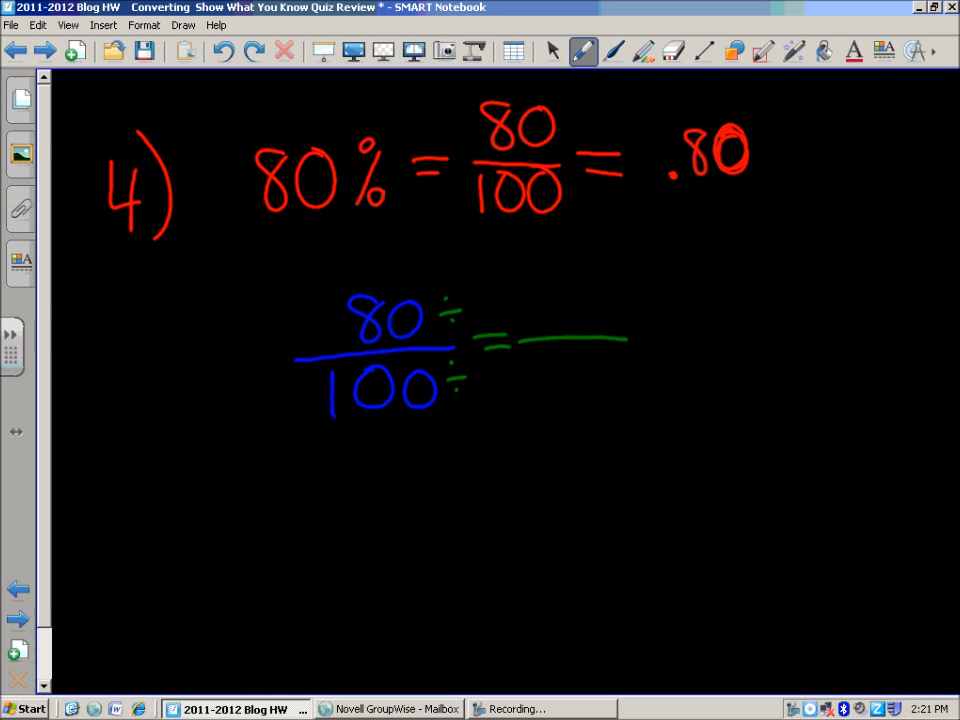 2011-2012 Blog HW    Converting  Show What You Know Quiz Review * - SMART Notebook
File Edit View Insert Format Draw Help
4) 80% = 80/100 = .80
80 ÷
100 ÷ =
Start 2011-2012 Blog HW ... Novell GroupWise - Mailbox Recording... 2:21 PM